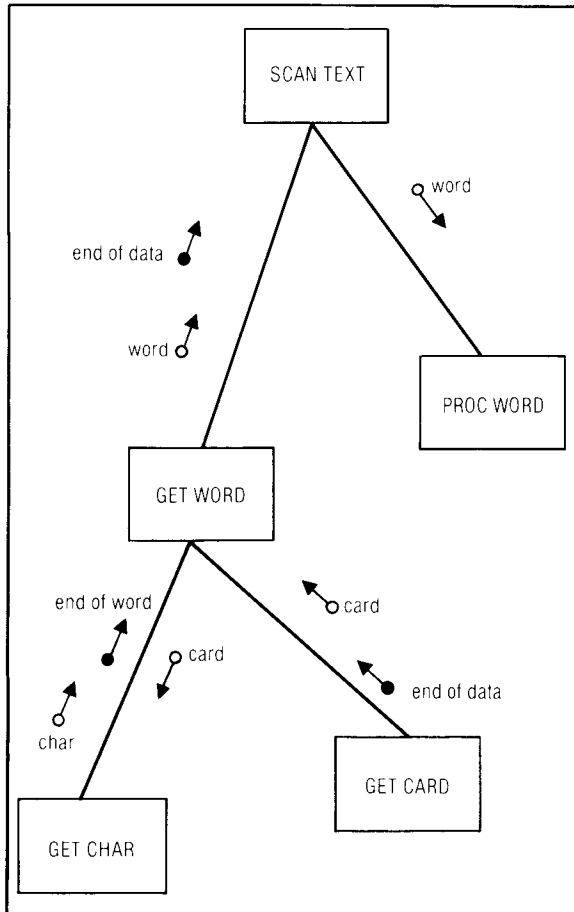 SCAN TEXT
word
end of data
word
PROC WORD
GET WORD
end of word
card
card
char
end of data
GET CARD
GET CHAR